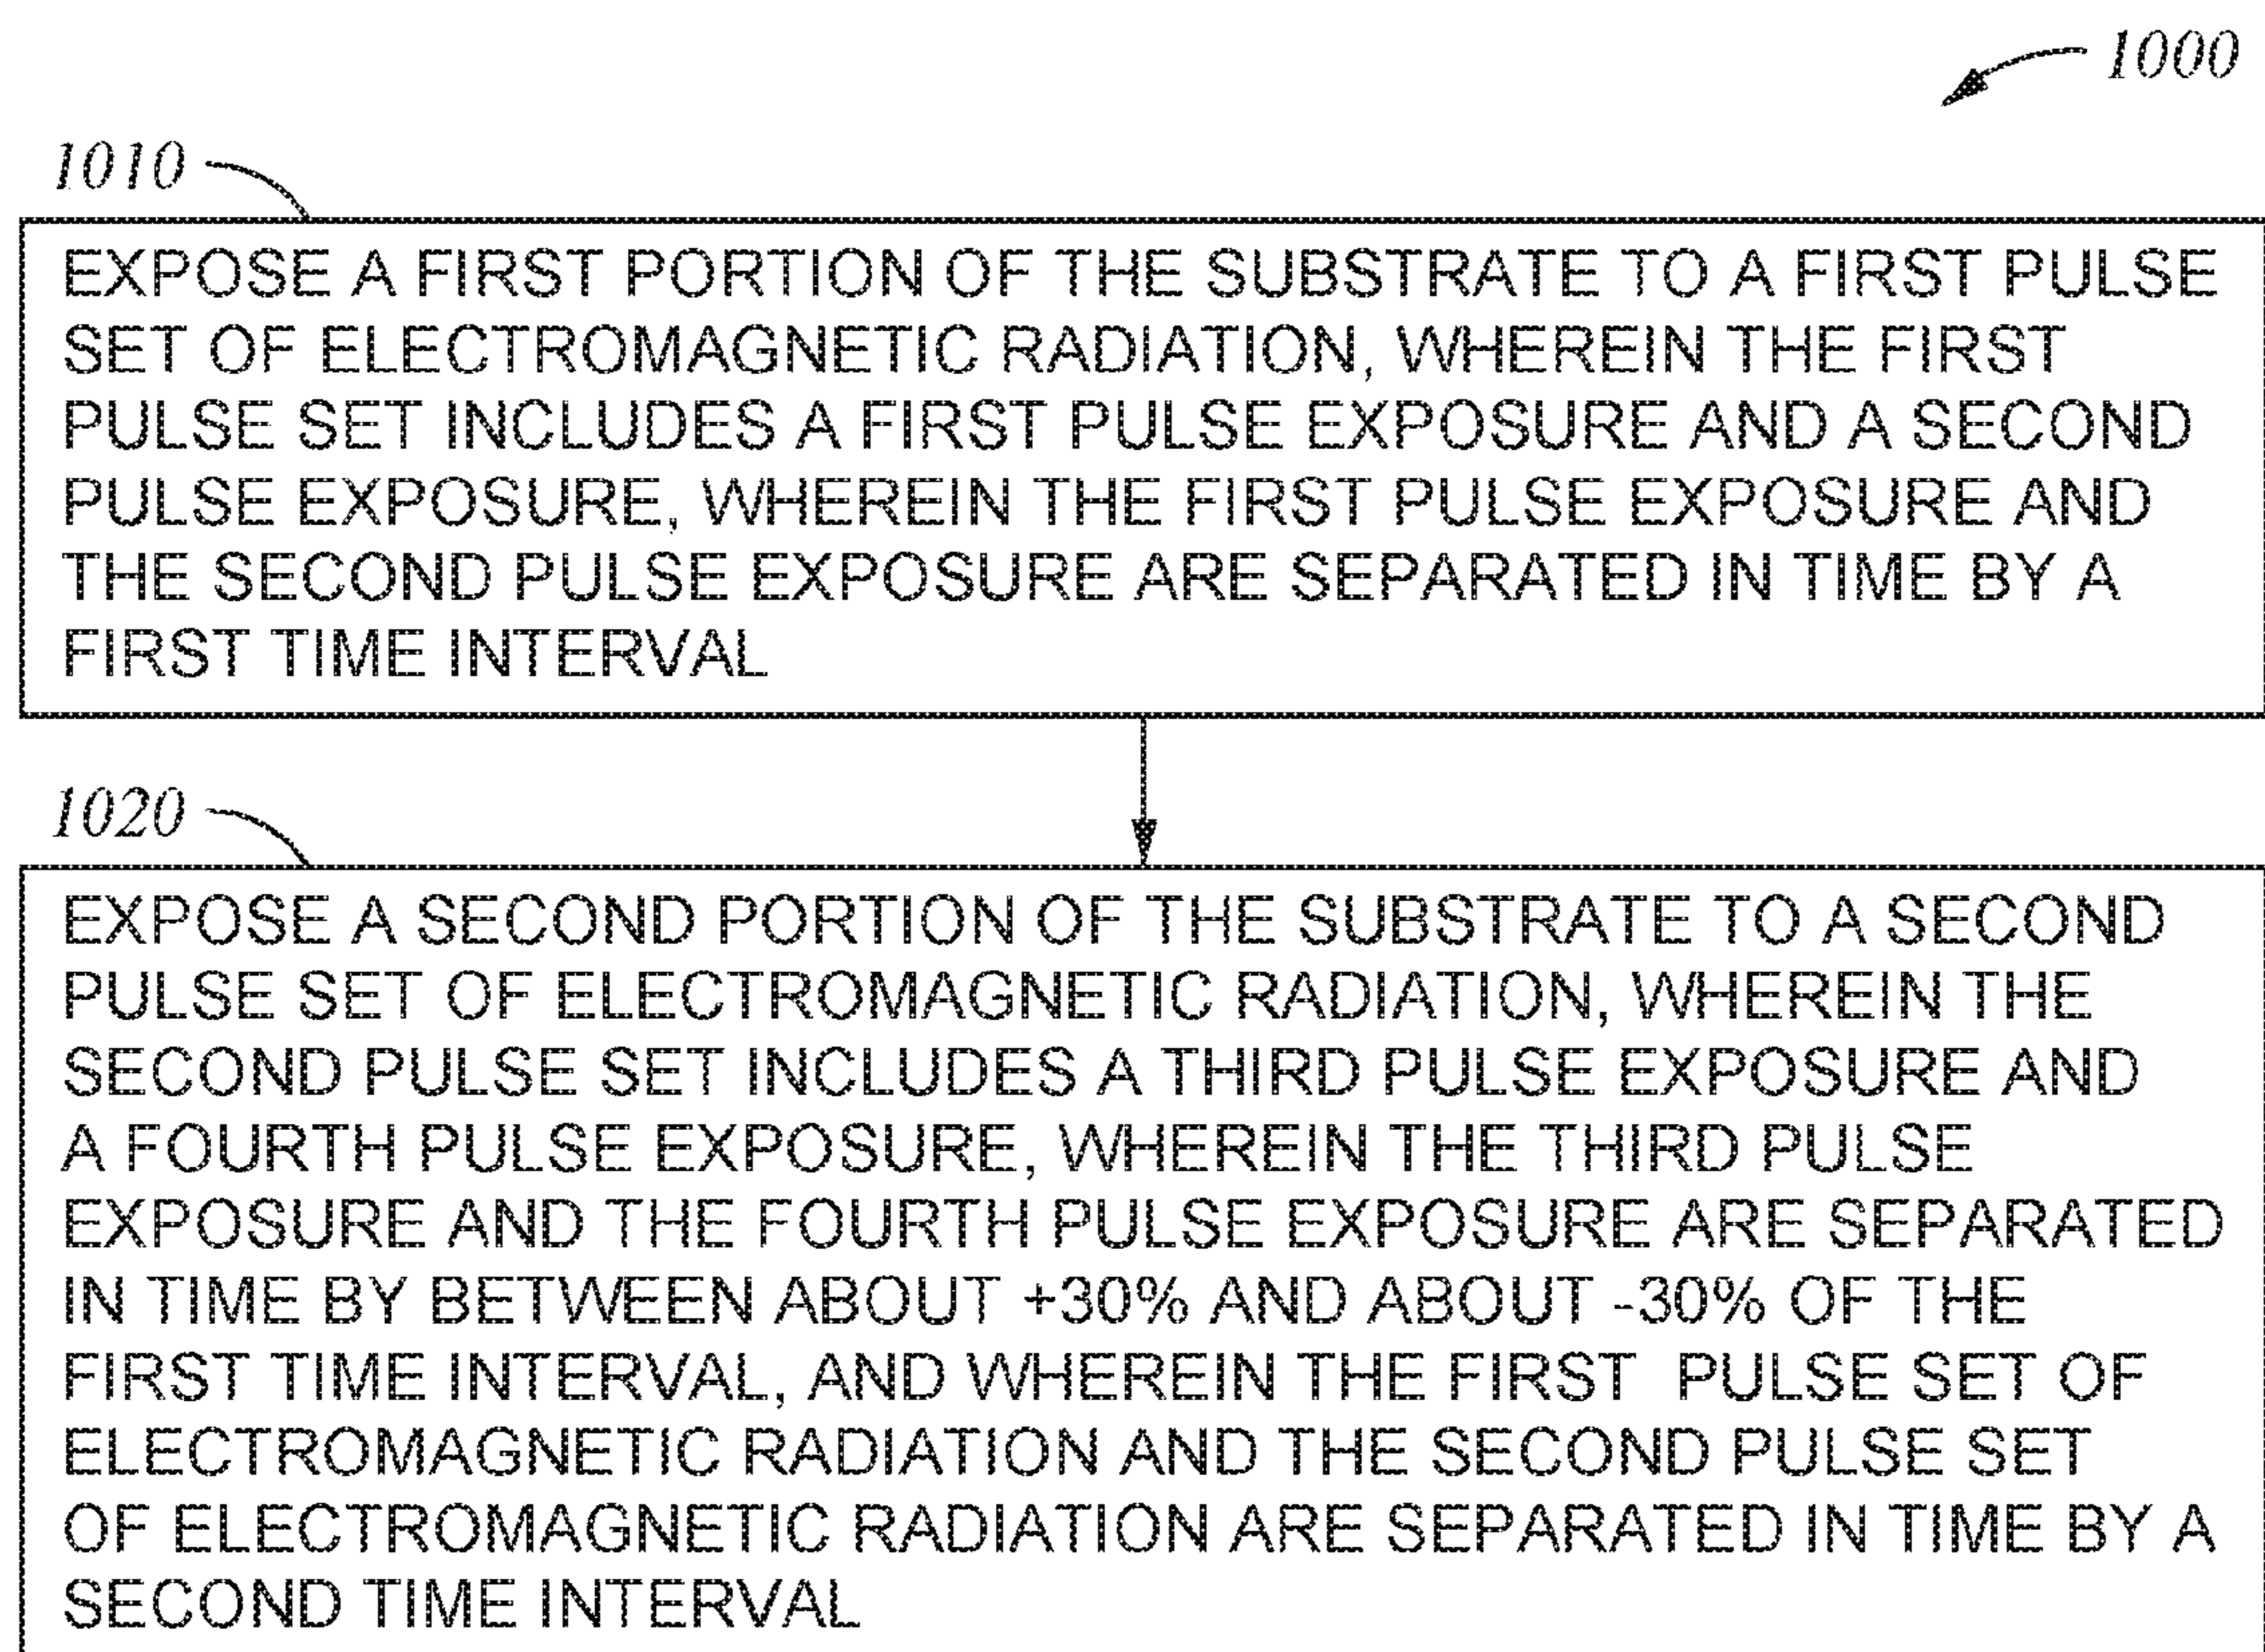 1000
1010
EXPOSE A FIRST PORTION OF THE SUBSTRATE TO A FIRST PULSE
SET OF ELECTROMAGNETIC RADIATION, WHEREIN THE FIRST
PULSE SET INCLUDES A FIRST PULSE EXPOSURE AND A SECOND
PULSE EXPOSURE, WHEREIN THE FIRST PULSE EXPOSURE AND
THE SECOND PULSE EXPOSURE ARE SEPARATED IN TIME BY A
FIRST TIME INTERVAL
1020
EXPOSE A SECOND PORTION OF THE SUBSTRATE TO A SECOND
PULSE SET OF ELECTROMAGNETIC RADIATION, WHEREIN THE
SECOND PULSE SET INCLUDES A THIRD PULSE EXPOSURE AND
A FOURTH PULSE EXPOSURE, WHEREIN THE THIRD PULSE
EXPOSURE AND THE FOURTH PULSE EXPOSURE ARE SEPARATED
IN TIME BY BETWEEN ABOUT +30% AND ABOUT -30% OF THE
FIRST TIME INTERVAL, AND WHEREIN THE FIRST PULSE SET OF
ELECTROMAGNETIC RADIATION AND THE SECOND PULSE SET
OF ELECTROMAGNETIC RADIATION ARE SEPARATED IN TIME BY A
SECOND TIME INTERVAL